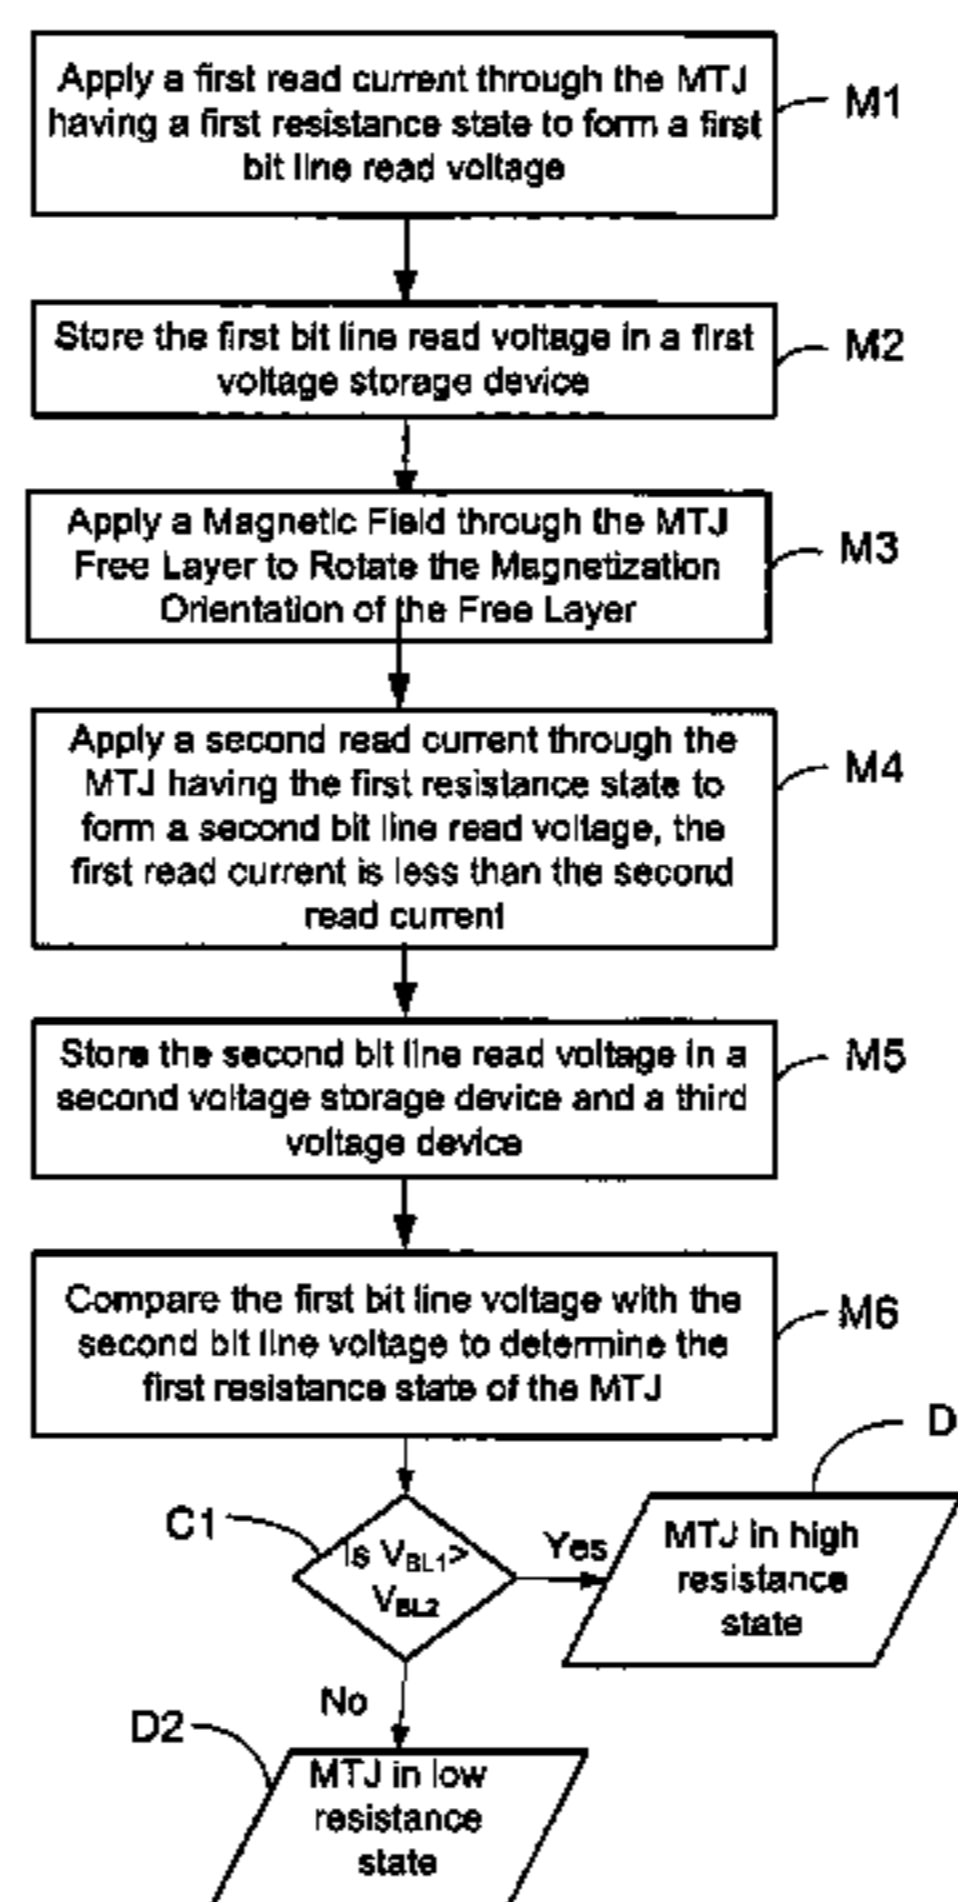 Apply a first read current through the MTJ
having a first resistance state to form a first
bit line read voltage
M1
Store the first bit line read voltage in a first
voltage storage device
M2
Apply a Magnetic Field through the MTJ
Free Layer to Rotate the Magnetization
Orientation of the Free Layer
M3
Apply a second read current through the
MTJ having the first resistance state to
form a second bit line read voltage, the
first read current is less than the second
read current
M4
Store the second bit line read voltage in a
second voltage storage device and a third
voltage device
M5
Compare the first bit line voltage with the
second bit line voltage to determine the
first resistance state of the MTJ
M6
D
C1
Is VBL1>
VBL2
Yes
MTJ in high
resistance
state
No
D2
MTJ in low
resistance
state